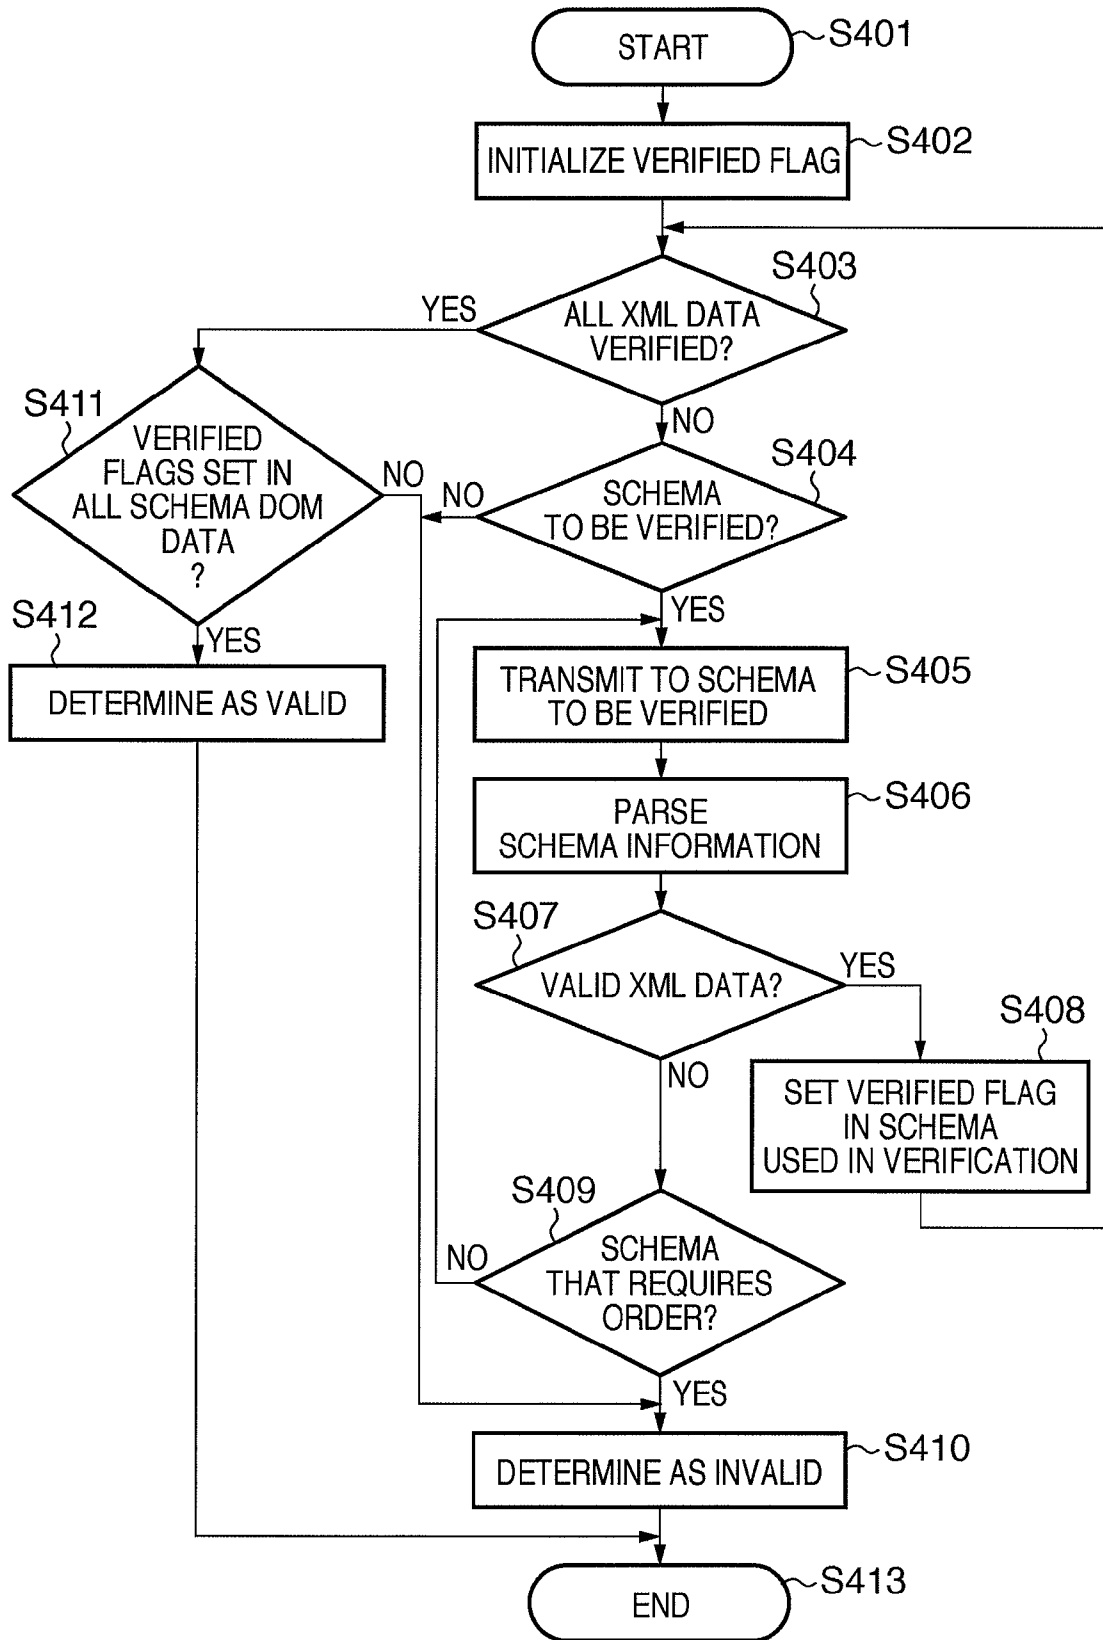 START
S401
INITIALIZE VERIFIED FLAG
S402
S403
ALL XML DATA
VERIFIED?
YES
NO
S411
VERIFIED
FLAGS SET IN
ALL SCHEMA DOM
DATA
?
NO
YES
S404
SCHEMA
TO BE VERIFIED?
NO
YES
S412
DETERMINE AS VALID
TRANSMIT TO SCHEMA
TO BE VERIFIED
S405
PARSE
SCHEMA INFORMATION
S406
S407
VALID XML DATA?
YES
NO
S408
SET VERIFIED FLAG
IN SCHEMA
USED IN VERIFICATION
S409
SCHEMA
THAT REQUIRES
ORDER?
NO
YES
DETERMINE AS INVALID
S410
END
S413